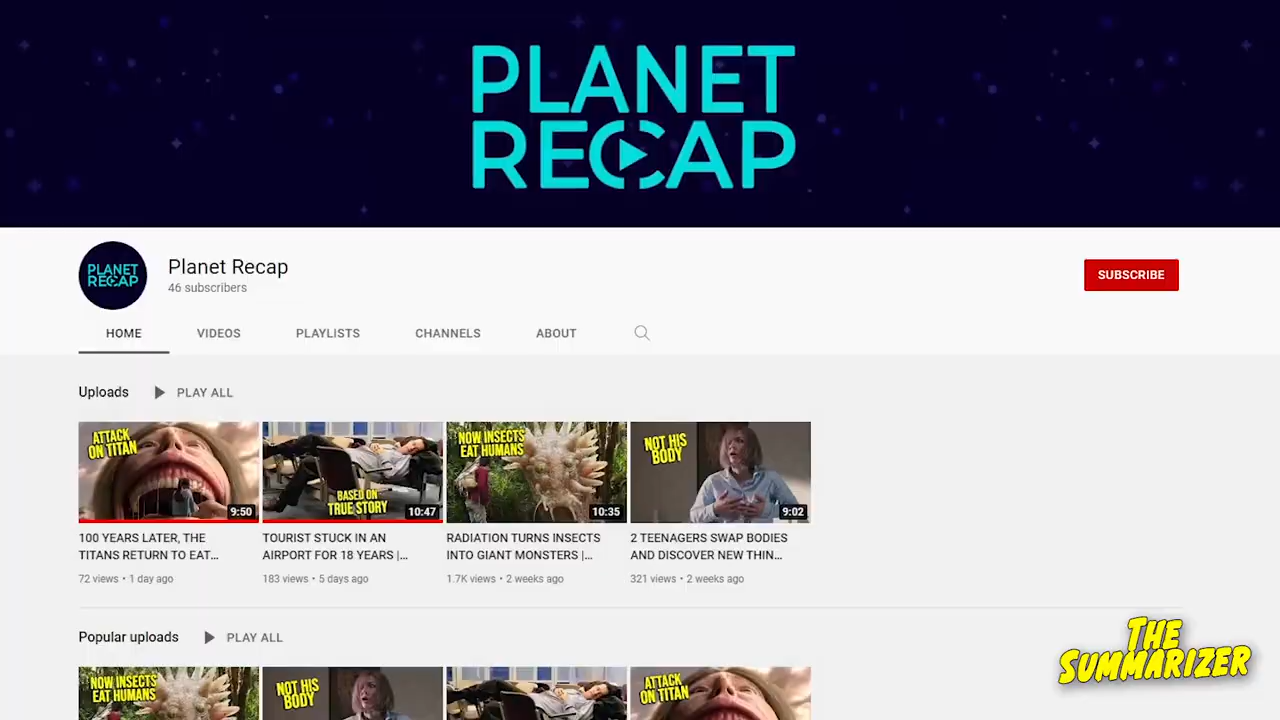 PLANET
RECAP
PLANET
RECAP
Planet Recap
46 subscribers
SUBSCRIBE
HOME
VIDEOS
PLAYLISTS
CHANNELS
ABOUT
Uploads
PLAY ALL
ATTACK
ON TITAN
9:50
BASED ON
TRUE STORY
10:47
NOW INSECTS
EAT HUMANS
10:35
NOT HIS
BODY
9:02
100 YEARS LATER, THE
TITANS RETURN TO EAT...
72 views • 1 day ago
TOURIST STUCK IN AN
AIRPORT FOR 18 YEARS |...
183 views • 5 days ago
RADIATION TURNS INSECTS
INTO GIANT MONSTERS |...
1.7K views • 2 weeks ago
2 TEENAGERS SWAP BODIES
AND DISCOVER NEW THIN...
321 views • 2 weeks ago
Popular uploads
PLAY ALL
NOW INSECTS
EAT HUMANS
NOT HIS
BODY
ATTACK
ON TITAN
THE
SUMMARIZER